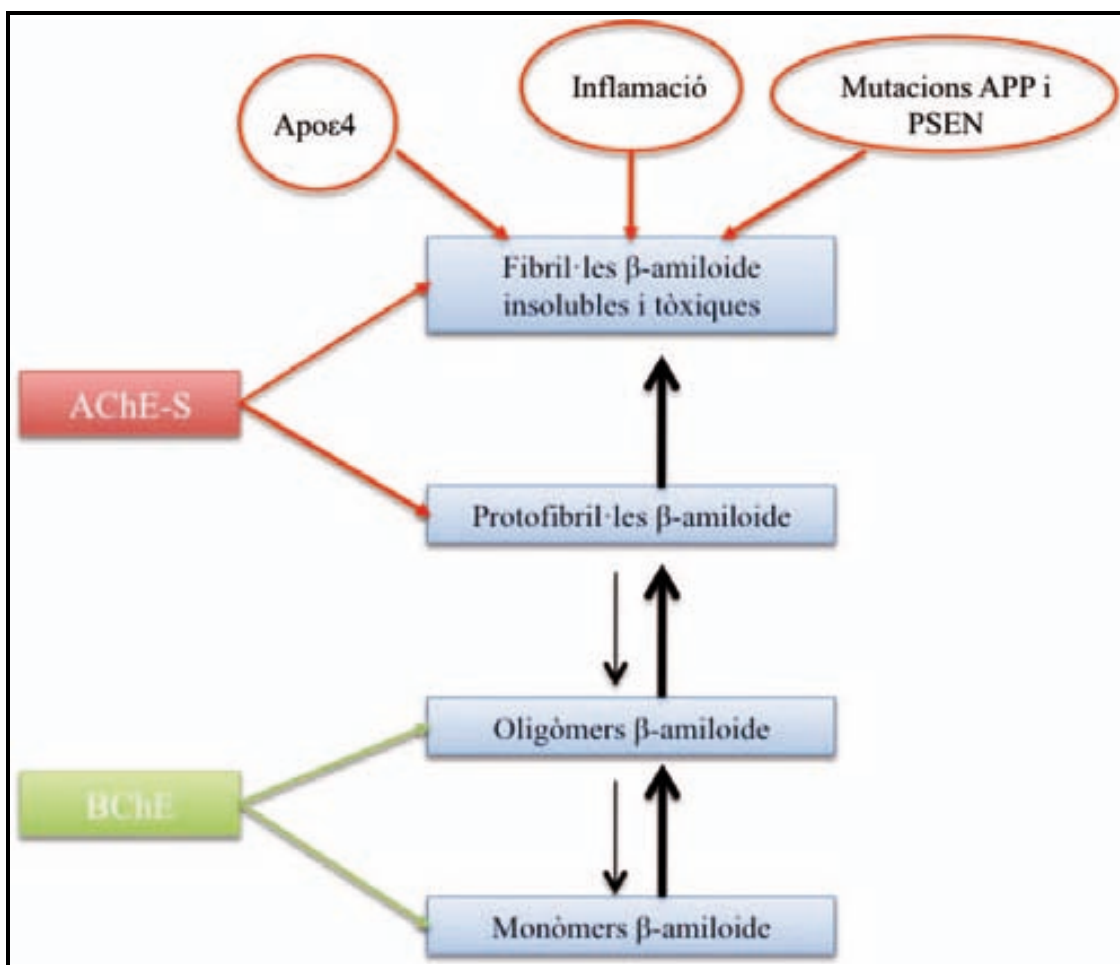 Apoε4
Inflamació
Mutacions APP i
PSEN
Fibril·les β-amiloide
insolubles i tòxiques
AChE-S
Protofibril·les β-amiloide
Oligòmers β-amiloide
BChE
Monòmers β-amiloide